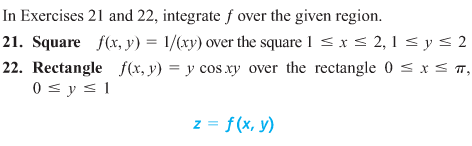 In Exercises 21 and 22, integrate f over the given region.
21. Square f(x, y) = 1/(xy) over the square 1 ≤ x ≤ 2, 1 ≤ y ≤ 2
22. Rectangle f(x, y) = y cos xy over the rectangle 0 ≤ x ≤ π,
0 ≤ y ≤ 1
z = f(x, y)